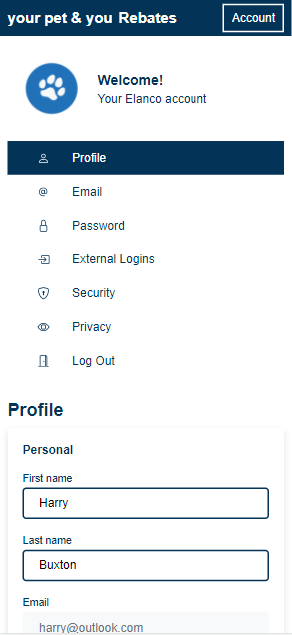 your pet & you Rebates
Account
Welcome!
Your Elanco account
Profile
Email
Password
External Logins
Security
Privacy
Log Out
Profile
Personal
First name
Harry
Last name
Buxton
Email
harry@outlook.com